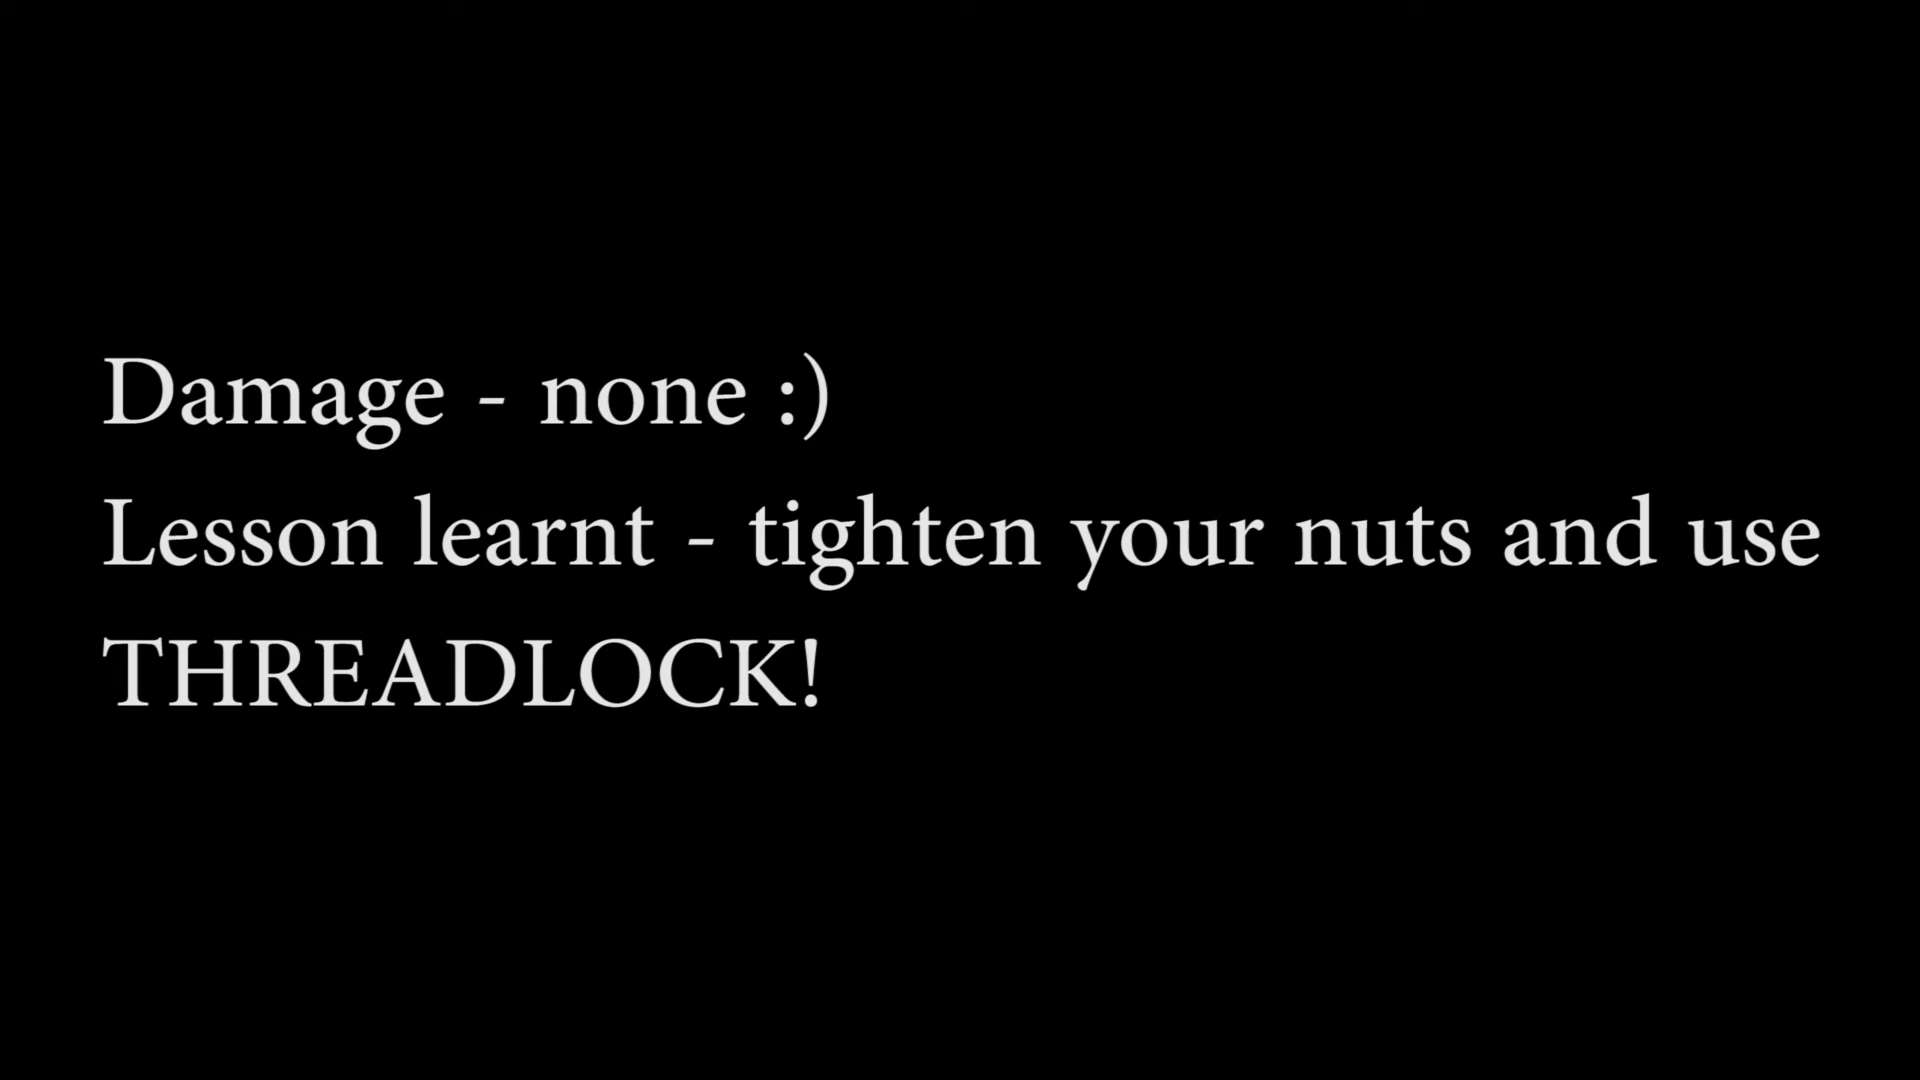 Damage - none :)
Lesson learnt - tighten your nuts and use
THREADLOCK!